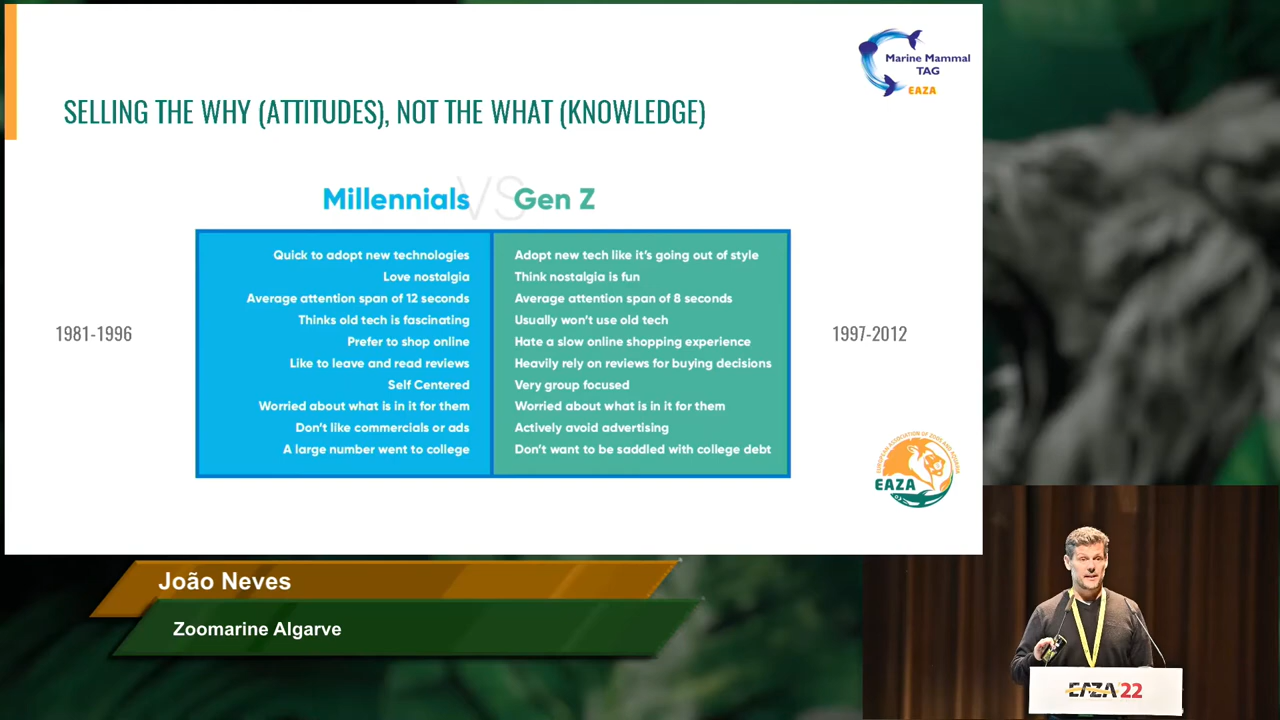 Marine Mammal
TAG
EAZA
SELLING THE WHY (ATTITUDES), NOT THE WHAT (KNOWLEDGE)
Millennials VS Gen Z
Quick to adopt new technologies
Love nostalgia
Average attention span of 12 seconds
Thinks old tech is fascinating
Prefer to shop online
Like to leave and read reviews
Self Centered
Worried about what is in it for them
Don't like commercials or ads
A large number went to college
Adopt new tech like it's going out of style
Think nostalgia is fun
Average attention span of 8 seconds
Usually won't use old tech
Hate a slow online shopping experience
Heavily rely on reviews for buying decisions
Very group focused
Worried about what is in it for them
Actively avoid advertising
Don't want to be saddled with college debt
1981-1996
1997-2012
EUROPEAN ASSOCIATION OF ZOOS AND AQUARIA
EAZA
João Neves
Zoomarine Algarve
EAZA'22